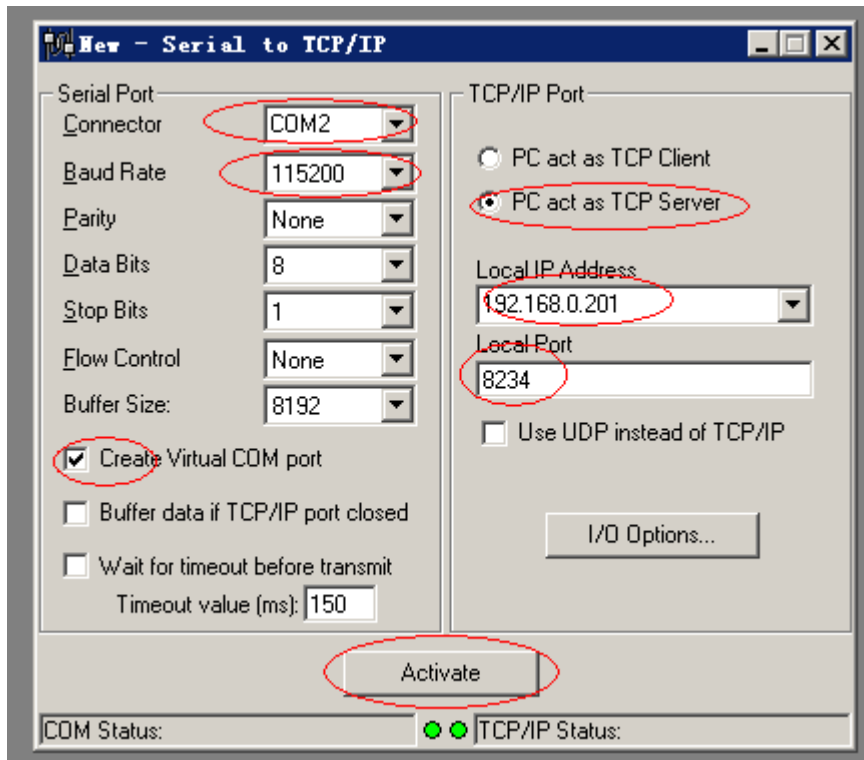 New - Serial to TCP/IP
Serial Port
Connector COM2
Baud Rate 115200
Parity None
Data Bits 8
Stop Bits 1
Flow Control None
Buffer Size: 8192
Create Virtual COM port
Buffer data if TCP/IP port closed
Wait for timeout before transmit
Timeout value (ms): 150
TCP/IP Port
PC act as TCP Client
PC act as TCP Server
Local IP Address
192.168.0.201
Local Port
8234
Use UDP instead of TCP/IP
I/O Options...
Activate
COM Status:
TCP/IP Status: